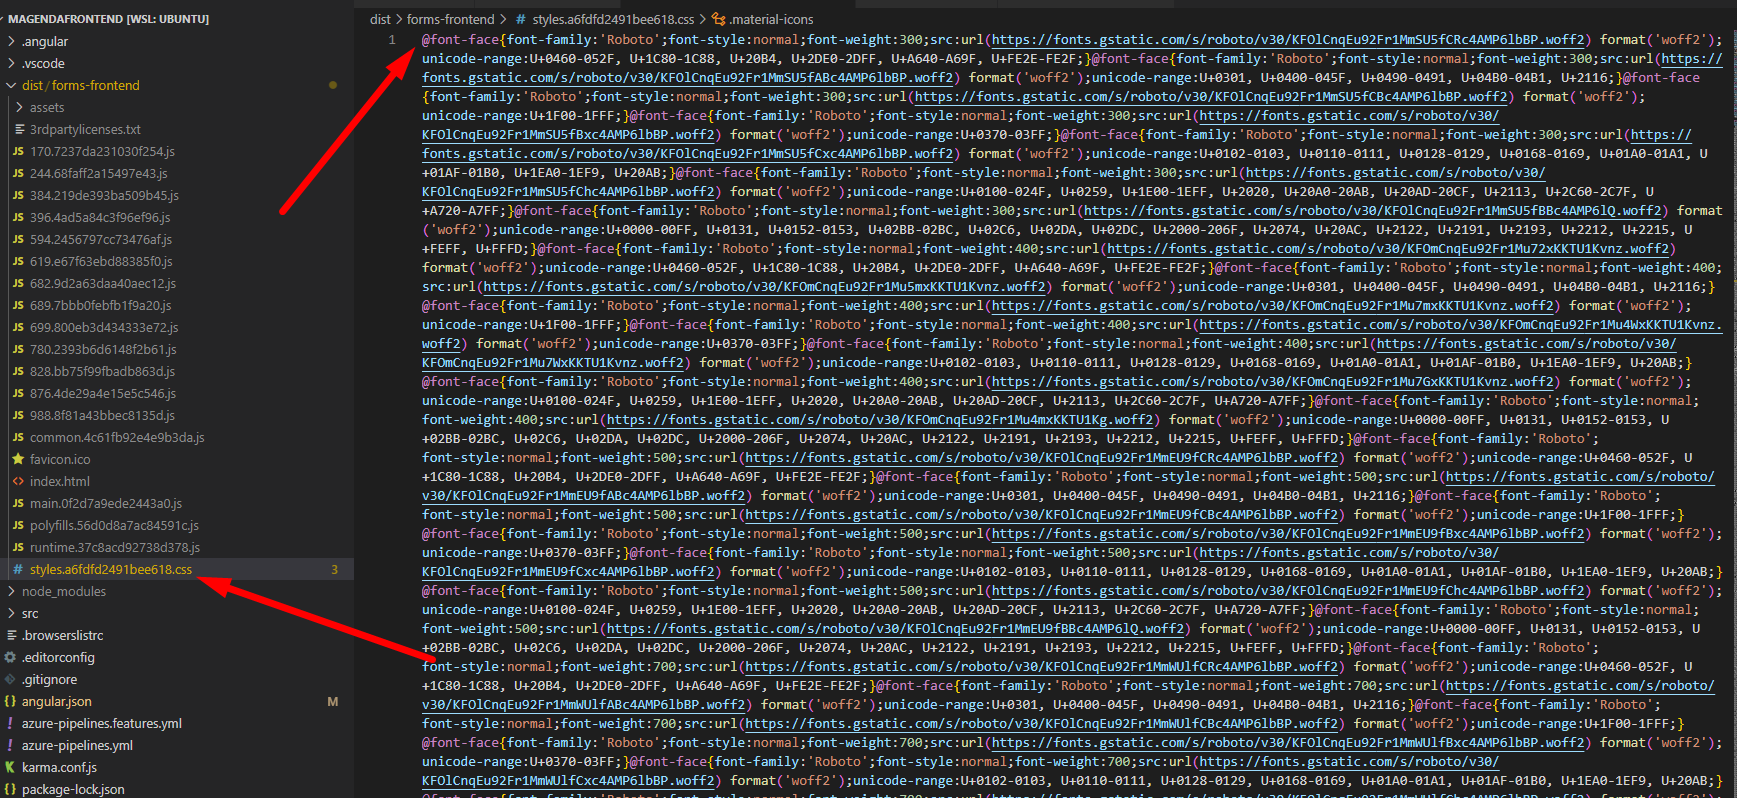 MAGENDAFRONTEND [WSL: UBUNTU]
.angular
.vscode
dist / forms-frontend
assets
3rdpartylicenses.txt
JS 170.7237da231030f254.js
JS 244.68faff2a15497e43.js
JS 384.219de393ba509b45.js
JS 396.4ad5a84c3f96ef96.js
JS 594.2456797cc73476af.js
JS 619.e67f63ebd88385f0.js
JS 682.9d2a63daa40aec12.js
JS 689.7bbb0febfb1f9a20.js
JS 699.800eb3d434333e72.js
JS 780.2393b6d6148f2b61.js
JS 828.bb75f99fbadb863d.js
JS 876.4de29a4e15e5c546.js
JS 988.8f81a43bbec8135d.js
JS common.4c61fb92e4e9b3da.js
favicon.ico
<> index.html
JS main.0f2d7a9ede2443a0.js
JS polyfills.56d0d8a7ac84591c.js
JS runtime.37c8acd92738d378.js
# styles.a6fdfd2491bee618.css 3
node_modules
src
.browserslistrc
.editorconfig
.gitignore
{} angular.json M
! azure-pipelines.features.yml
! azure-pipelines.yml
K karma.conf.js
{} package-lock.json
dist > forms-frontend > # styles.a6fdfd2491bee618.css > .material-icons
1 @font-face{font-family:'Roboto';font-style:normal;font-weight:300;src:url(https://fonts.gstatic.com/s/roboto/v30/KFOlCnqEu92Fr1MmSU5fCRc4AMP6lbBP.woff2) format('woff2');
unicode-range:U+0460-052F, U+1C80-1C88, U+20B4, U+2DE0-2DFF, U+A640-A69F, U+FE2E-FE2F;}@font-face{font-family:'Roboto';font-style:normal;font-weight:300;src:url(https://
fonts.gstatic.com/s/roboto/v30/KFOlCnqEu92Fr1MmSU5fABc4AMP6lbBP.woff2) format('woff2');unicode-range:U+0301, U+0400-045F, U+0490-0491, U+04B0-04B1, U+2116;}@font-face
{font-family:'Roboto';font-style:normal;font-weight:300;src:url(https://fonts.gstatic.com/s/roboto/v30/KFOlCnqEu92Fr1MmSU5fCBc4AMP6lbBP.woff2) format('woff2');
unicode-range:U+1F00-1FFF;}@font-face{font-family:'Roboto';font-style:normal;font-weight:300;src:url(https://fonts.gstatic.com/s/roboto/v30/
KFOlCnqEu92Fr1MmSU5fBxc4AMP6lbBP.woff2) format('woff2');unicode-range:U+0370-03FF;}@font-face{font-family:'Roboto';font-style:normal;font-weight:300;src:url(https://
fonts.gstatic.com/s/roboto/v30/KFOlCnqEu92Fr1MmSU5fCxc4AMP6lbBP.woff2) format('woff2');unicode-range:U+0102-0103, U+0110-0111, U+0128-0129, U+0168-0169, U+01A0-01A1, U
+01AF-01B0, U+1EA0-1EF9, U+20AB;}@font-face{font-family:'Roboto';font-style:normal;font-weight:300;src:url(https://fonts.gstatic.com/s/roboto/v30/
KFOlCnqEu92Fr1MmSU5fChc4AMP6lbBP.woff2) format('woff2');unicode-range:U+0100-024F, U+0259, U+1E00-1EFF, U+2020, U+20A0-20AB, U+20AD-20CF, U+2113, U+2C60-2C7F, U
+A720-A7FF;}@font-face{font-family:'Roboto';font-style:normal;font-weight:300;src:url(https://fonts.gstatic.com/s/roboto/v30/KFOlCnqEu92Fr1MmSU5fBBc4AMP6lQ.woff2) format
('woff2');unicode-range:U+0000-00FF, U+0131, U+0152-0153, U+02BB-02BC, U+02C6, U+02DA, U+02DC, U+2000-206F, U+2074, U+20AC, U+2122, U+2191, U+2193, U+2212, U+2215, U
+FEFF, U+FFFD;}@font-face{font-family:'Roboto';font-style:normal;font-weight:400;src:url(https://fonts.gstatic.com/s/roboto/v30/KFOmCnqEu92Fr1Mu72xKKTU1Kvnz.woff2)
format('woff2');unicode-range:U+0460-052F, U+1C80-1C88, U+20B4, U+2DE0-2DFF, U+A640-A69F, U+FE2E-FE2F;}@font-face{font-family:'Roboto';font-style:normal;font-weight:400;
src:url(https://fonts.gstatic.com/s/roboto/v30/KFOmCnqEu92Fr1Mu5mxKKTU1Kvnz.woff2) format('woff2');unicode-range:U+0301, U+0400-045F, U+0490-0491, U+04B0-04B1, U+2116;}
@font-face{font-family:'Roboto';font-style:normal;font-weight:400;src:url(https://fonts.gstatic.com/s/roboto/v30/KFOmCnqEu92Fr1Mu7mxKKTU1Kvnz.woff2) format('woff2');
unicode-range:U+1F00-1FFF;}@font-face{font-family:'Roboto';font-style:normal;font-weight:400;src:url(https://fonts.gstatic.com/s/roboto/v30/KFOmCnqEu92Fr1Mu4WxKKTU1Kvnz.
woff2) format('woff2');unicode-range:U+0370-03FF;}@font-face{font-family:'Roboto';font-style:normal;font-weight:400;src:url(https://fonts.gstatic.com/s/roboto/v30/
KFOmCnqEu92Fr1Mu7WxKKTU1Kvnz.woff2) format('woff2');unicode-range:U+0102-0103, U+0110-0111, U+0128-0129, U+0168-0169, U+01A0-01A1, U+01AF-01B0, U+1EA0-1EF9, U+20AB;}
@font-face{font-family:'Roboto';font-style:normal;font-weight:400;src:url(https://fonts.gstatic.com/s/roboto/v30/KFOmCnqEu92Fr1Mu7GxKKTU1Kvnz.woff2) format('woff2');
unicode-range:U+0100-024F, U+0259, U+1E00-1EFF, U+2020, U+20A0-20AB, U+20AD-20CF, U+2113, U+2C60-2C7F, U+A720-A7FF;}@font-face{font-family:'Roboto';font-style:normal;
font-weight:400;src:url(https://fonts.gstatic.com/s/roboto/v30/KFOmCnqEu92Fr1Mu4mxKKTU1Kg.woff2) format('woff2');unicode-range:U+0000-00FF, U+0131, U+0152-0153, U
+02BB-02BC, U+02C6, U+02DA, U+02DC, U+2000-206F, U+2074, U+20AC, U+2122, U+2191, U+2193, U+2212, U+2215, U+FEFF, U+FFFD;}@font-face{font-family:'Roboto';
font-style:normal;font-weight:500;src:url(https://fonts.gstatic.com/s/roboto/v30/KFOlCnqEu92Fr1MmEU9fCRc4AMP6lbBP.woff2) format('woff2');unicode-range:U+0460-052F, U
+1C80-1C88, U+20B4, U+2DE0-2DFF, U+A640-A69F, U+FE2E-FE2F;}@font-face{font-family:'Roboto';font-style:normal;font-weight:500;src:url(https://fonts.gstatic.com/s/roboto/
v30/KFOlCnqEu92Fr1MmEU9fABc4AMP6lbBP.woff2) format('woff2');unicode-range:U+0301, U+0400-045F, U+0490-0491, U+04B0-04B1, U+2116;}@font-face{font-family:'Roboto';
font-style:normal;font-weight:500;src:url(https://fonts.gstatic.com/s/roboto/v30/KFOlCnqEu92Fr1MmEU9fCBc4AMP6lbBP.woff2) format('woff2');unicode-range:U+1F00-1FFF;}
@font-face{font-family:'Roboto';font-style:normal;font-weight:500;src:url(https://fonts.gstatic.com/s/roboto/v30/KFOlCnqEu92Fr1MmEU9fBxc4AMP6lbBP.woff2) format('woff2');
unicode-range:U+0370-03FF;}@font-face{font-family:'Roboto';font-style:normal;font-weight:500;src:url(https://fonts.gstatic.com/s/roboto/v30/
KFOlCnqEu92Fr1MmEU9fCxc4AMP6lbBP.woff2) format('woff2');unicode-range:U+0102-0103, U+0110-0111, U+0128-0129, U+0168-0169, U+01A0-01A1, U+01AF-01B0, U+1EA0-1EF9, U+20AB;}
@font-face{font-family:'Roboto';font-style:normal;font-weight:500;src:url(https://fonts.gstatic.com/s/roboto/v30/KFOlCnqEu92Fr1MmEU9fChc4AMP6lbBP.woff2) format('woff2');
unicode-range:U+0100-024F, U+0259, U+1E00-1EFF, U+2020, U+20A0-20AB, U+20AD-20CF, U+2113, U+2C60-2C7F, U+A720-A7FF;}@font-face{font-family:'Roboto';font-style:normal;
font-weight:500;src:url(https://fonts.gstatic.com/s/roboto/v30/KFOlCnqEu92Fr1MmEU9fBBc4AMP6lQ.woff2) format('woff2');unicode-range:U+0000-00FF, U+0131, U+0152-0153, U
+02BB-02BC, U+02C6, U+02DA, U+02DC, U+2000-206F, U+2074, U+20AC, U+2122, U+2191, U+2193, U+2212, U+2215, U+FEFF, U+FFFD;}@font-face{font-family:'Roboto';
font-style:normal;font-weight:700;src:url(https://fonts.gstatic.com/s/roboto/v30/KFOlCnqEu92Fr1MmWUlfCRc4AMP6lbBP.woff2) format('woff2');unicode-range:U+0460-052F, U
+1C80-1C88, U+20B4, U+2DE0-2DFF, U+A640-A69F, U+FE2E-FE2F;}@font-face{font-family:'Roboto';font-style:normal;font-weight:700;src:url(https://fonts.gstatic.com/s/roboto/
v30/KFOlCnqEu92Fr1MmWUlfABc4AMP6lbBP.woff2) format('woff2');unicode-range:U+0301, U+0400-045F, U+0490-0491, U+04B0-04B1, U+2116;}@font-face{font-family:'Roboto';
font-style:normal;font-weight:700;src:url(https://fonts.gstatic.com/s/roboto/v30/KFOlCnqEu92Fr1MmWUlfCBc4AMP6lbBP.woff2) format('woff2');unicode-range:U+1F00-1FFF;}
@font-face{font-family:'Roboto';font-style:normal;font-weight:700;src:url(https://fonts.gstatic.com/s/roboto/v30/KFOlCnqEu92Fr1MmWUlfBxc4AMP6lbBP.woff2) format('woff2');
unicode-range:U+0370-03FF;}@font-face{font-family:'Roboto';font-style:normal;font-weight:700;src:url(https://fonts.gstatic.com/s/roboto/v30/
KFOlCnqEu92Fr1MmWUlfCxc4AMP6lbBP.woff2) format('woff2');unicode-range:U+0102-0103, U+0110-0111, U+0128-0129, U+0168-0169, U+01A0-01A1, U+01AF-01B0, U+1EA0-1EF9, U+20AB;}